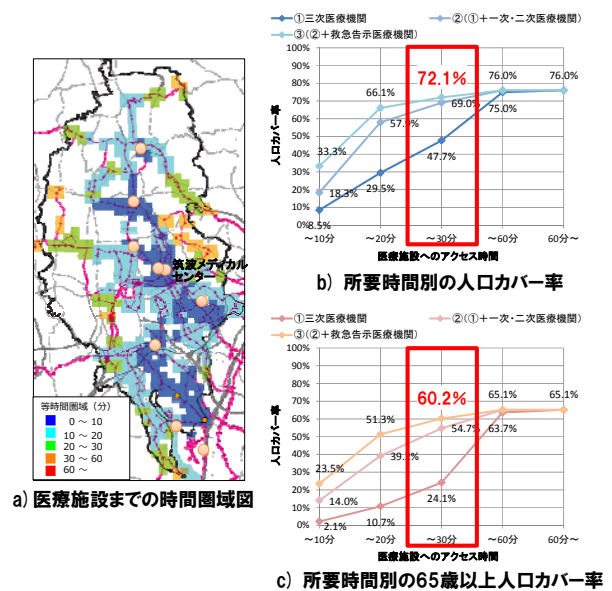 筑波メディカル
センター
等時間圏域（分）
0 ～ 10
10 ～ 20
20 ～ 30
30 ～ 60
60 ～
a) 医療施設までの時間圏域図
①三次医療機関
②(①＋一次・二次医療機関）
③(②＋救急告示医療機関）
人口カバー率
100%
90%
80%
70%
60%
50%
40%
30%
20%
10%
0%
72.1%
76.0%
76.0%
66.1%
69.0%
75.0%
57.9%
47.7%
33.3%
18.3%
29.5%
8.5%
～10分
～20分
～30分
～60分
60分～
医療施設へのアクセス時間
b) 所要時間別の人口カバー率
①三次医療機関
②(①＋一次・二次医療機関）
③(②＋救急告示医療機関）
人口カバー率
100%
90%
80%
70%
60%
50%
40%
30%
20%
10%
0%
60.2%
65.1%
65.1%
51.3%
54.7%
63.7%
23.5%
14.0%
24.1%
2.1%
10.7%
～10分
～20分
～30分
～60分
60分～
医療施設へのアクセス時間
c) 所要時間別の65歳以上人口カバー率